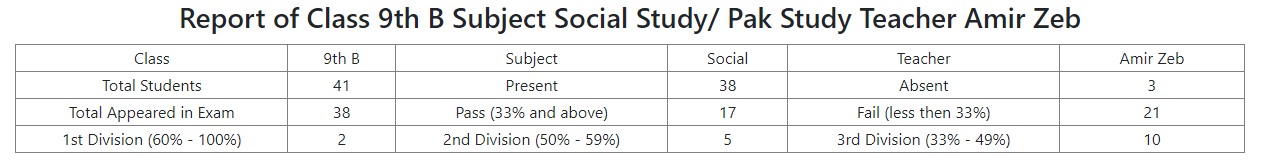 Report of Class 9th B Subject Social Study/ Pak Study Teacher Amir Zeb
Class 9th B Subject Social Teacher Amir Zeb
Total Students 41 Present 38 Absent 3
Total Appeared in Exam 38 Pass (33% and above) 17 Fail (less then 33%) 21
1st Division (60% - 100%) 2 2nd Division (50% - 59%) 5 3rd Division (33% - 49%) 10